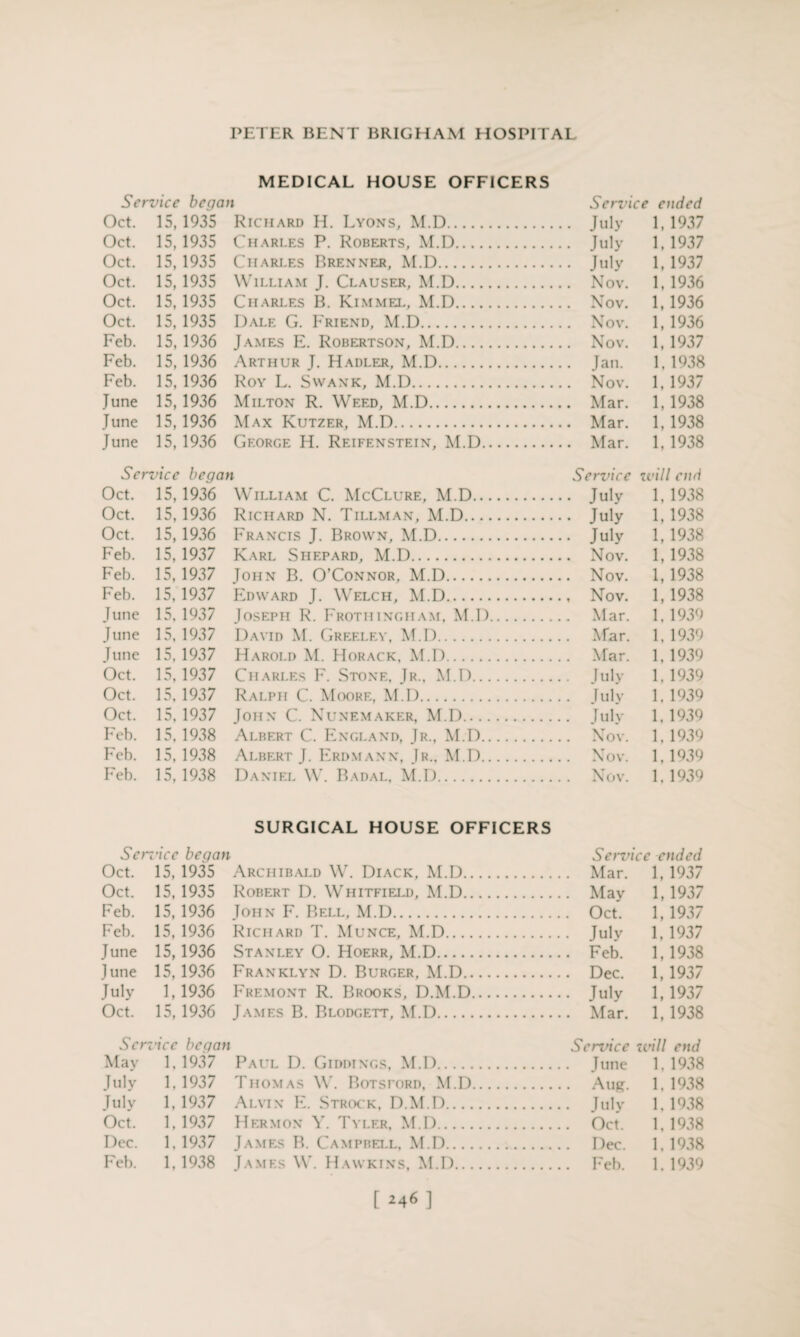 PETER BENT BRIGHAM HOSPITAL
MEDICAL HOUSE OFFICERS
Service began Service ended
Oct. 15, 1935 RICHARD H. LYONS, M.D. July 1, 1937
Oct. 15, 1935 CHARLES P. ROBERTS, M.D. July 1, 1937
Oct. 15, 1935 CHARLES BRENNER, M.D. July 1, 1937
Oct. 15, 1935 WILLIAM J. CLAUSER, M.D. Nov. 1, 1936
Oct. 15, 1935 CHARLES B. KIMMEL, M.D. Nov. 1, 1936
Oct. 15, 1935 DALE G. FRIEND, M.D. Nov. 1, 1936
Feb. 15, 1936 JAMES E. ROBERTSON, M.D. Nov. 1, 1937
Feb. 15, 1936 ARTHUR J. HADLER, M.D. Jan. 1, 1938
Feb. 15, 1936 ROY L. SWANK, M.D. Nov. 1, 1937
June 15, 1936 MILTON R. WEED, M.D. Mar. 1, 1938
June 15, 1936 MAX KUTZER, M.D. Mar. 1, 1938
June 15, 1936 GEORGE H. REIFENSTEIN, M.D. Mar. 1, 1938
Service began Service will end
Oct. 15, 1936 WILLIAM C. MCCLURE, M.D. July 1, 1938
Oct. 15, 1936 RICHARD N. TILLMAN, M.D. July 1, 1938
Oct. 15, 1936 FRANCIS J. BROWN, M.D. July 1, 1938
Feb. 15, 1937 KARL SHEPARD, M.D. Nov. 1, 1938
Feb. 15, 1937 JOHN B. O'CONNOR, M.D. Nov. 1, 1938
Feb. 15, 1937 EDWARD J. WELCH, M.D. Nov. 1, 1938
June 15, 1937 JOSEPH R. FROTHINGHAM, M.D. Mar. 1, 1939
June 15, 1937 DAVID M. GREELEY, M.D. Mar. 1, 1939
June 15, 1937 HAROLD M. HORACK, M.D. Mar. 1, 1939
Oct. 15, 1937 CHARLES F. STONE, JR., M.D. July 1, 1939
Oct. 15, 1937 RALPH C. MOORE, M.D. July 1, 1939
Oct. 15, 1937 JOHN C. NUNEMAKER, M.D. July 1, 1939
Feb. 15, 1938 ALBERT C. ENGLAND, JR., M.D. Nov. 1, 1939
Feb. 15, 1938 ALBERT J. ERDMANN, JR., M.D. Nov. 1, 1939
Feb. 15, 1938 DANIEL W. BADAL, M.D. Nov. 1, 1939
SURGICAL HOUSE OFFICERS
Service began Service ended
Oct. 15, 1935 ARCHIBALD W. DIACK, M.D. Mar. 1, 1937
Oct. 15, 1935 ROBERT D. WHITFIELD, M.D. May 1, 1937
Feb. 15, 1936 JOHN F. BELL, M.D. Oct. 1, 1937
Feb. 15, 1936 RICHARD T. MUNCE, M.D. July 1, 1937
June 15, 1936 STANLEY O. HOERR, M.D. Feb. 1, 1938
June 15, 1936 FRANKLYN D. BURGER, M.D. Dec. 1, 1937
July 1, 1936 FREMONT R. BROOKS, D.M.D. July 1, 1937
Oct. 15, 1936 JAMES B. BLODGETT, M.D. Mar. 1, 1938
Service began Service will end
May 1, 1937 PAUL D. GIDDINGS, M.D. June 1, 1938
July 1, 1937 THOMAS W. BOTSFORD, M.D. Aug. 1, 1938
July 1, 1937 ALVIN E. STROCK, D.M.D. July 1, 1938
Oct. 1, 1937 HERMON Y. TYLER, M.D. Oct. 1, 1938
Dec. 1, 1937 JAMES B. CAMPBELL, M.D. Dec. 1, 1938
Feb. 1, 1938 JAMES W. HAWKINS, M.D. Feb. 1, 1939
[ 246 ]